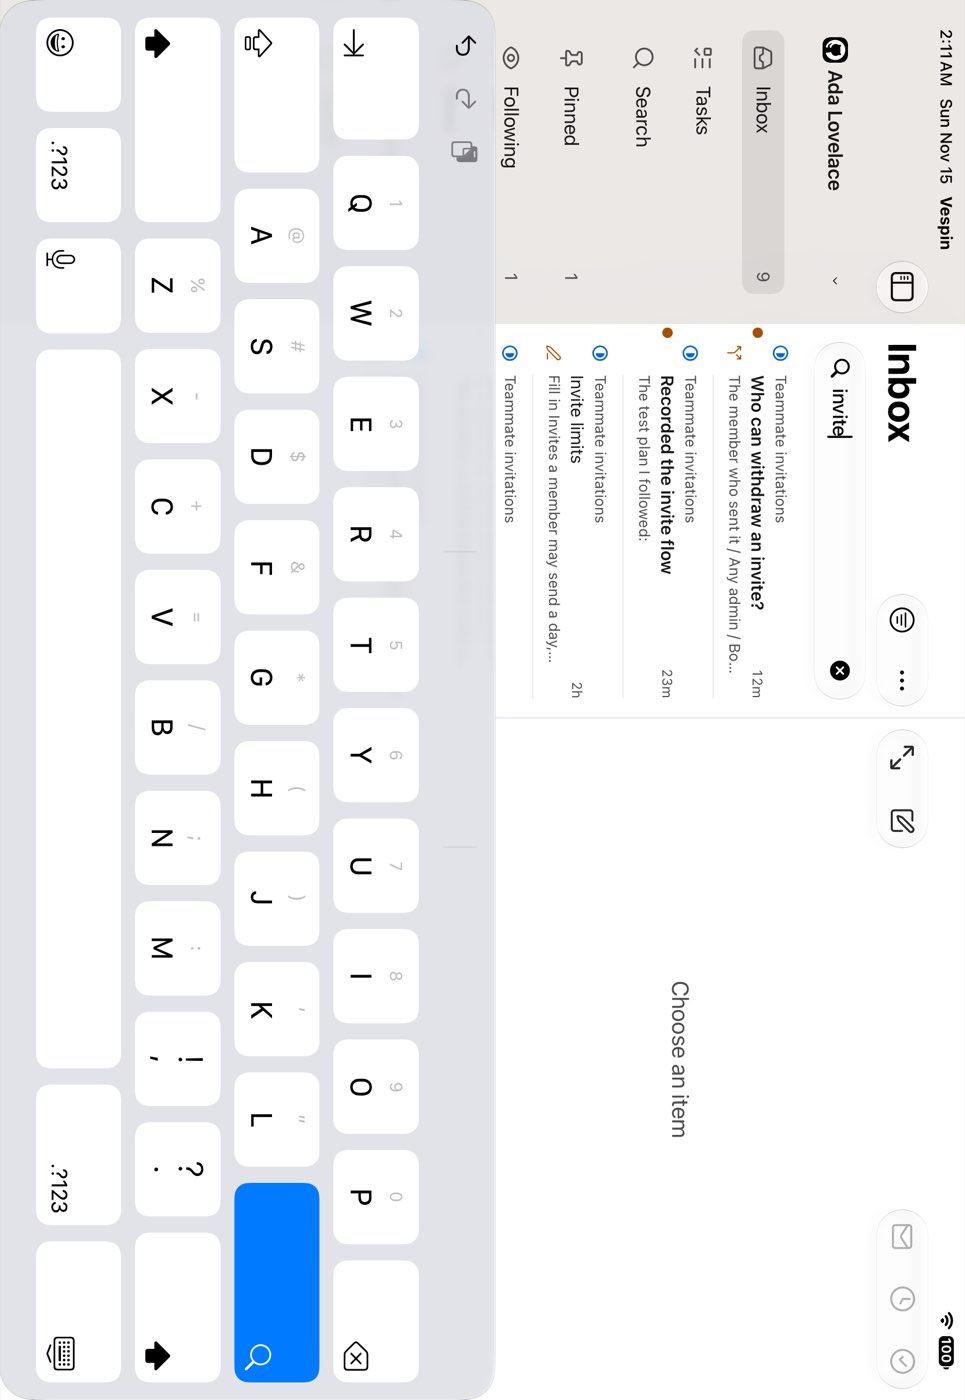 2:11 AM Sun Nov 15 Vespin
100
Ada Lovelace
Inbox 9
Tasks
Search
Pinned 1
Following 1
Inbox
invite
Teammate invitations
Who can withdraw an invite? 12m
The member who sent it / Any admin / Bo...
Teammate invitations
Recorded the invite flow 23m
The test plan I followed:
Teammate invitations
Invite limits 2h
Fill in Invites a member may send a day,...
Teammate invitations
Choose an item
1 2 3 4 5 6 7 8 9 0
Q W E R T Y U I O P
@ # $ & * ( ) ' "
A S D F G H J K L
% - + = / ; : ! ?
Z X C V B N M , .
.?123 .?123